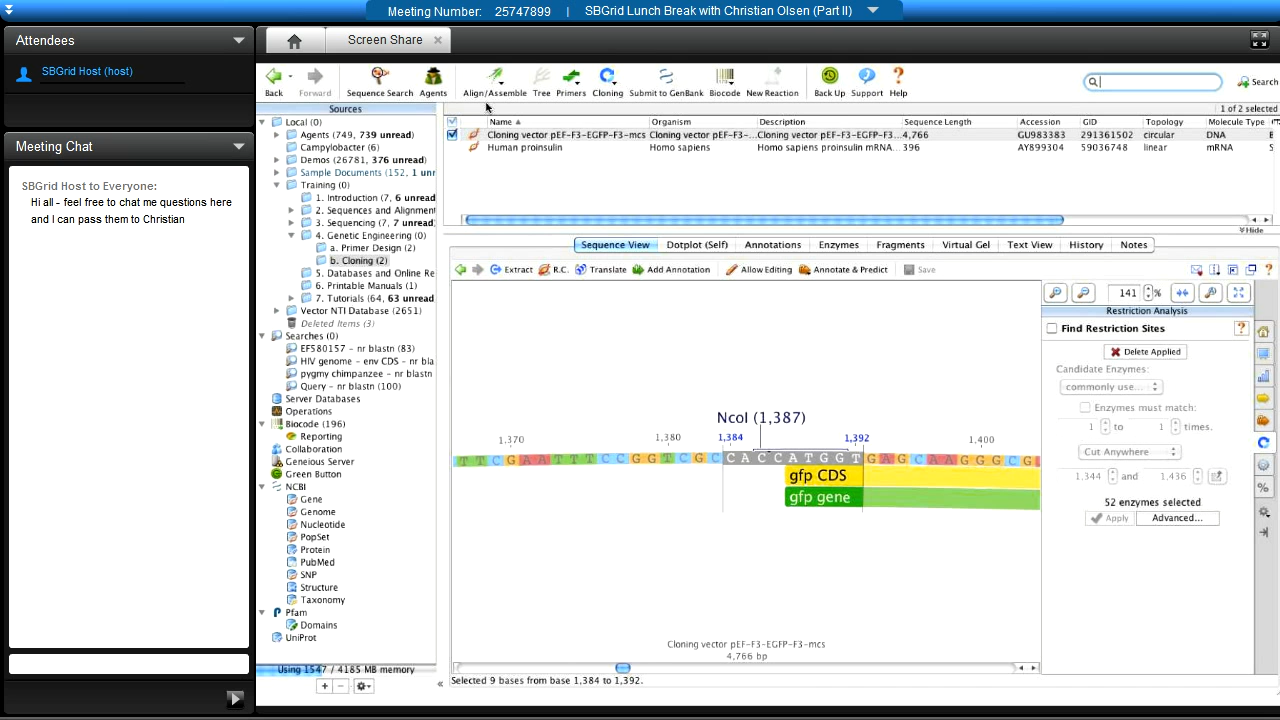 Meeting Number: 25747899 | SBGrid Lunch Break with Christian Olsen (Part II)
Attendees
SBGrid Host (host)
Meeting Chat
SBGrid Host to Everyone:
Hi all - feel free to chat me questions here
and I can pass them to Christian
Screen Share
Back Forward Sequence Search Agents Align/Assemble Tree Primers Cloning Submit to GenBank Biocode New Reaction Back Up Support Help Search
Sources
Local (0)
Agents (749, 739 unread)
Campylobacter (6)
Demos (26781, 376 unread)
Sample Documents (152, 1 unr
Training (0)
1. Introduction (7, 6 unread
2. Sequences and Alignment
3. Sequencing (7, 7 unread)
4. Genetic Engineering (0)
a. Primer Design (2)
b. Cloning (2)
5. Databases and Online Re
6. Printable Manuals (1)
7. Tutorials (64, 63 unread
Vector NTI Database (2651)
Deleted Items (3)
Searches (0)
EF580157 - nr blastn (83)
HIV genome - env CDS - nr bla
pygmy chimpanzee - nr blastn
Query - nr blastn (100)
Server Databases
Operations
Biocode (196)
Reporting
Collaboration
Geneious Server
Green Button
NCBI
Gene
Genome
Nucleotide
PopSet
Protein
PubMed
SNP
Structure
Taxonomy
Pfam
Domains
UniProt
Using 1547 / 4185 MB memory
1 of 2 selected
Name Organism Description Sequence Length Accession GID Topology Molecule Type
Cloning vector pEF-F3-EGFP-F3-mcs Cloning vector pEF-F3-... Cloning vector pEF-F3-EGFP-F3... 4,766 GU983383 291361502 circular DNA
Human proinsulin Homo sapiens Homo sapiens proinsulin mRNA... 396 AY899304 59036748 linear mRNA
Hide
Sequence View Dotplot (Self) Annotations Enzymes Fragments Virtual Gel Text View History Notes
Extract R.C. Translate Add Annotation Allow Editing Annotate & Predict Save
141 %
Restriction Analysis
Find Restriction Sites
Delete Applied
Candidate Enzymes:
commonly use...
Enzymes must match:
1 to 1 times.
Cut Anywhere
1.344 and 1,436
52 enzymes selected
Apply Advanced...
NcoI (1,387)
1,370 1,380 1,384 1,392 1,400
T T C G A A T T T C C G G T C G C C A C C A T G G T G A G C A A G G G C G
gfp CDS
gfp gene
Cloning vector pEF-F3-EGFP-F3-mcs
4,766 bp
Selected 9 bases from base 1,384 to 1,392.